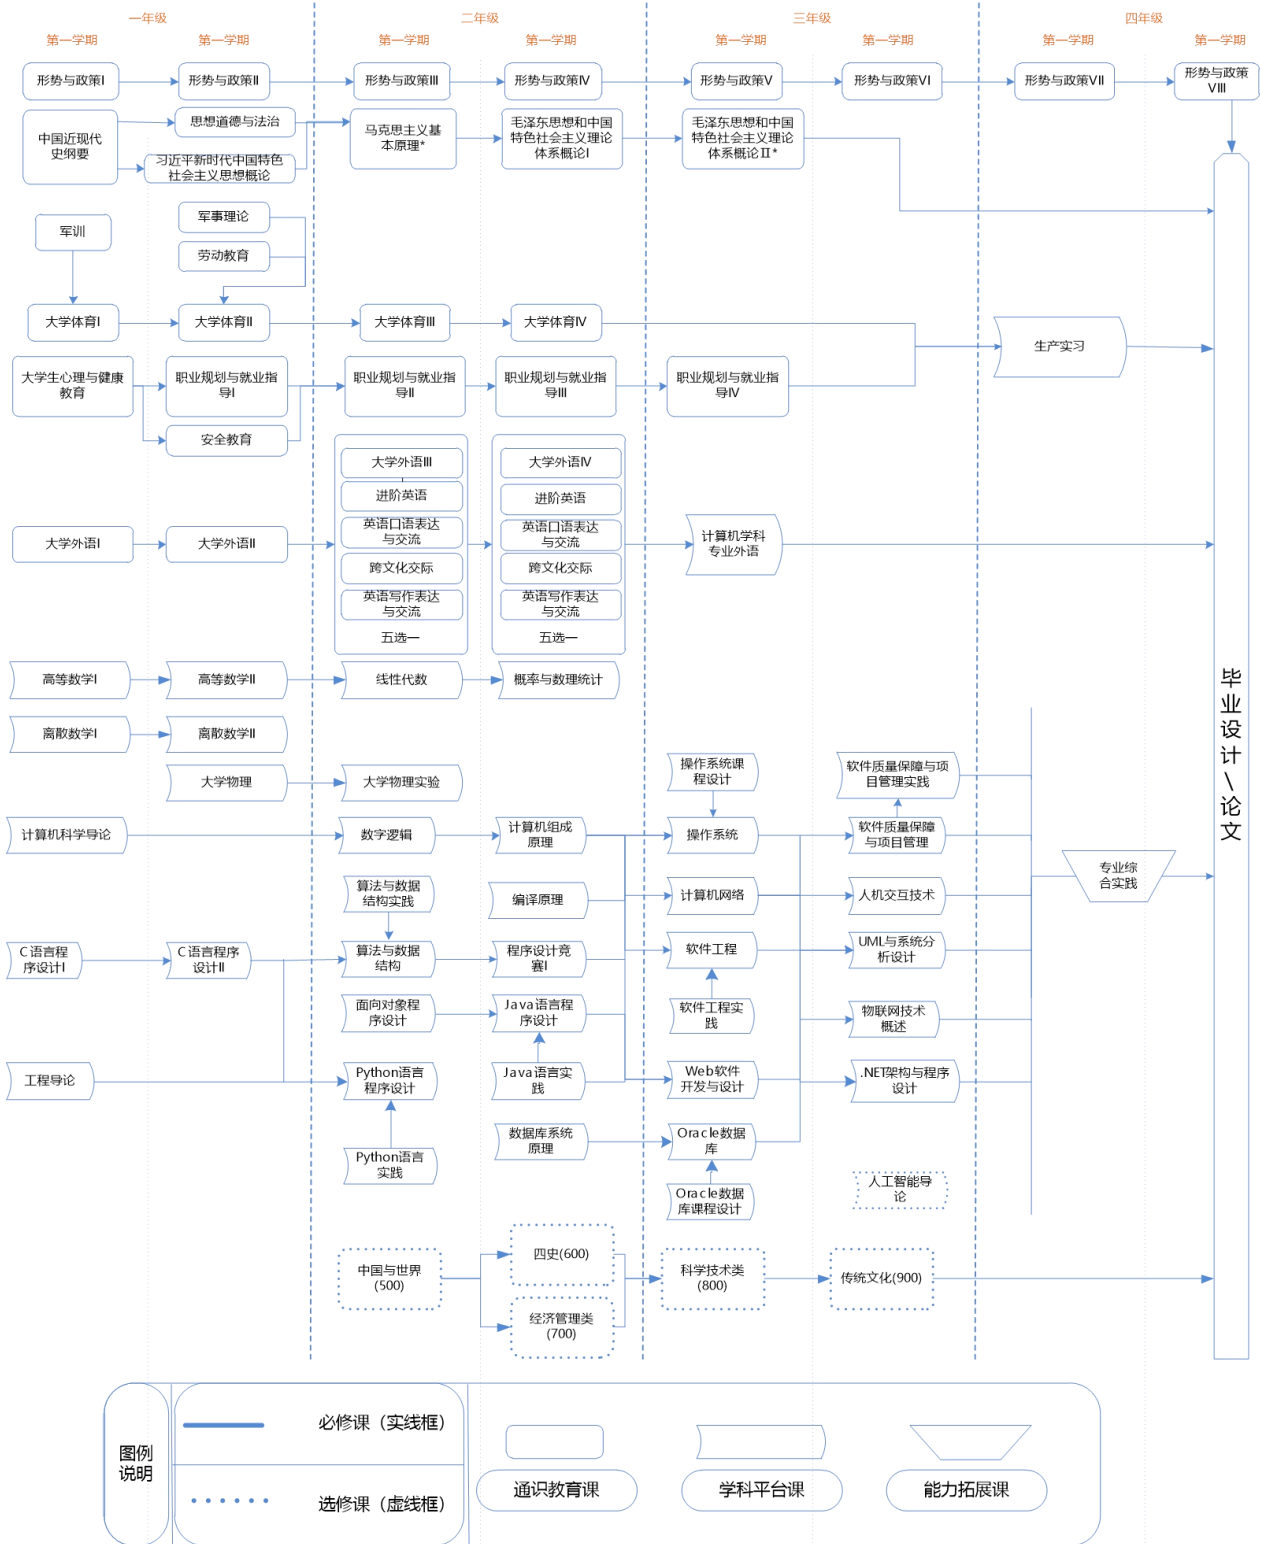 一年级
二年级
三年级
四年级
第一学期
第一学期
第一学期
第一学期
第一学期
第一学期
第一学期
第一学期
形势与政策Ⅰ
形势与政策Ⅱ
形势与政策Ⅲ
形势与政策Ⅳ
形势与政策Ⅴ
形势与政策Ⅵ
形势与政策Ⅶ
形势与政策
Ⅷ
中国近现代
史纲要
思想道德与法治
习近平新时代中国特色
社会主义思想概论
马克思主义基
本原理*
毛泽东思想和中国
特色社会主义理论
体系概论Ⅰ
毛泽东思想和中国
特色社会主义理论
体系概论Ⅱ*
军训
军事理论
劳动教育
大学体育Ⅰ
大学体育Ⅱ
大学体育Ⅲ
大学体育Ⅳ
生产实习
大学生心理与健康
教育
职业规划与就业指
导Ⅰ
职业规划与就业指
导Ⅱ
职业规划与就业指
导Ⅲ
职业规划与就业指
导Ⅳ
安全教育
大学外语Ⅰ
大学外语Ⅱ
大学外语Ⅲ
进阶英语
英语口语表达
与交流
跨文化交际
英语写作表达
与交流
五选一
大学外语Ⅳ
进阶英语
英语口语表达
与交流
跨文化交际
英语写作表达
与交流
五选一
计算机学科
专业外语
高等数学Ⅰ
高等数学Ⅱ
线性代数
概率与数理统计
离散数学Ⅰ
离散数学Ⅱ
大学物理
大学物理实验
操作系统课
程设计
软件质量保障与项
目管理实践
计算机科学导论
数字逻辑
计算机组成
原理
操作系统
软件质量保障
与项目管理
算法与数据
结构实践
编译原理
计算机网络
人机交互技术
专业综
合实践
C语言程
序设计Ⅰ
C语言程序
设计Ⅱ
算法与数据
结构
程序设计竞
赛Ⅰ
软件工程
UML与系统分
析设计
面向对象程
序设计
Java语言程
序设计
软件工程实
践
物联网技术
概述
工程导论
Python语言
程序设计
Java语言实
践
Web软件
开发与设计
.NET架构与程序
设计
Python语言
实践
数据库系统
原理
Oracle数据
库
Oracle数据
库课程设计
人工智能导
论
中国与世界
(500)
四史(600)
经济管理类
(700)
科学技术类
(800)
传统文化(900)
毕业设计\论文
图例
说明
必修课（实线框）
选修课（虚线框）
通识教育课
学科平台课
能力拓展课